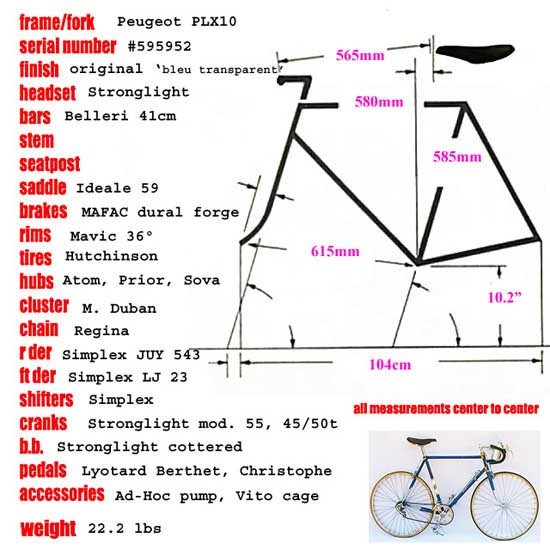 frame/fork Peugeot PLX10
serial number #595952
finish original 'bleu transparent'
headset Stronglight
bars Belleri 41cm
stem
seatpost
saddle Ideale 59
brakes MAFAC dural forge
rims Mavic 36°
tires Hutchinson
hubs Atom, Prior, Sova
cluster M. Duban
chain Regina
r der Simplex JUY 543
ft der Simplex LJ 23
shifters Simplex
cranks Stronglight mod. 55, 45/50t
b.b. Stronglight cottered
pedals Lyotard Berthet, Christophe
accessories Ad-Hoc pump, Vito cage
weight 22.2 lbs
565mm
580mm
585mm
615mm
10.2”
104cm
all measurements center to center